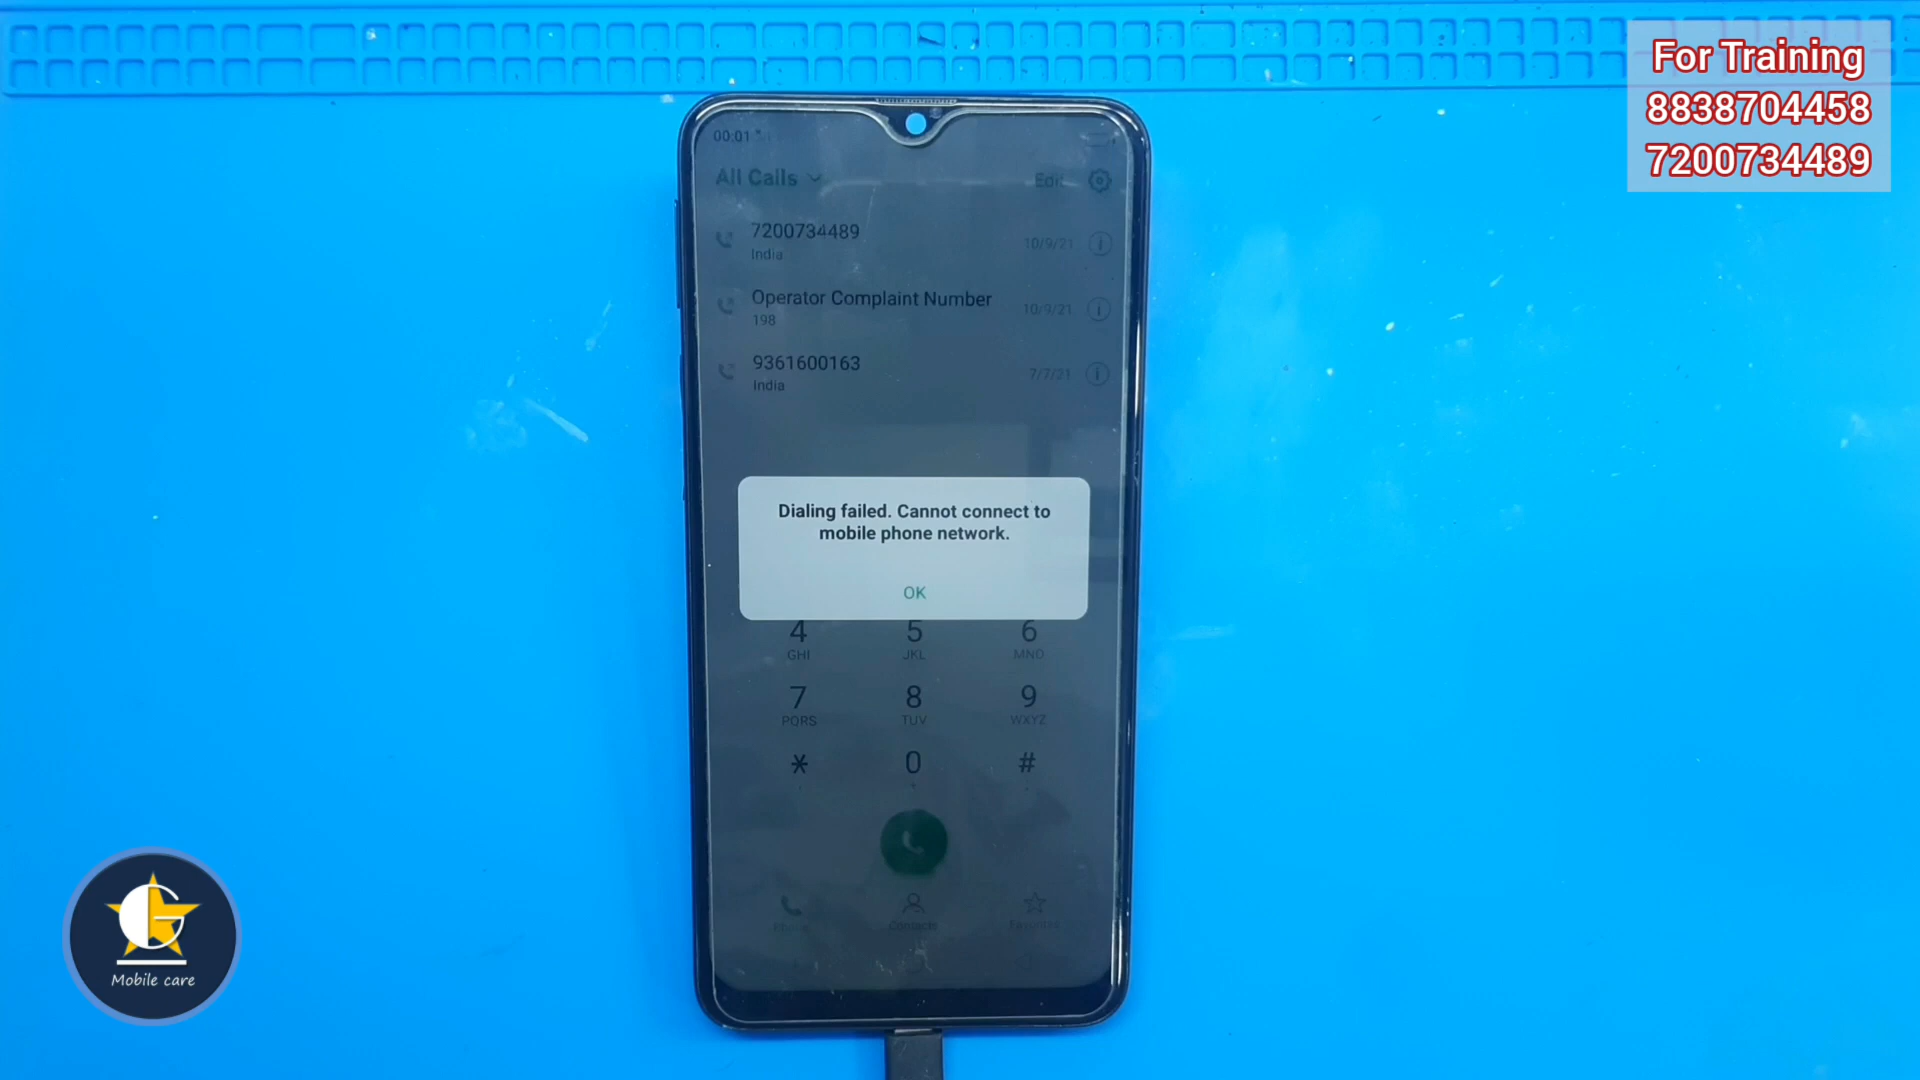 For Training
8838704458
7200734489
00:01
All Calls
Edit
7200734489
India
10/9/21
Operator Complaint Number
198
10/9/21
9361600163
India
7/7/21
Dialing failed. Cannot connect to
mobile phone network.
OK
4 5 6
GHI JKL MNO
7 8 9
PQRS TUV WXYZ
* 0 #
+
Phone Contacts Favorites
G
Mobile care